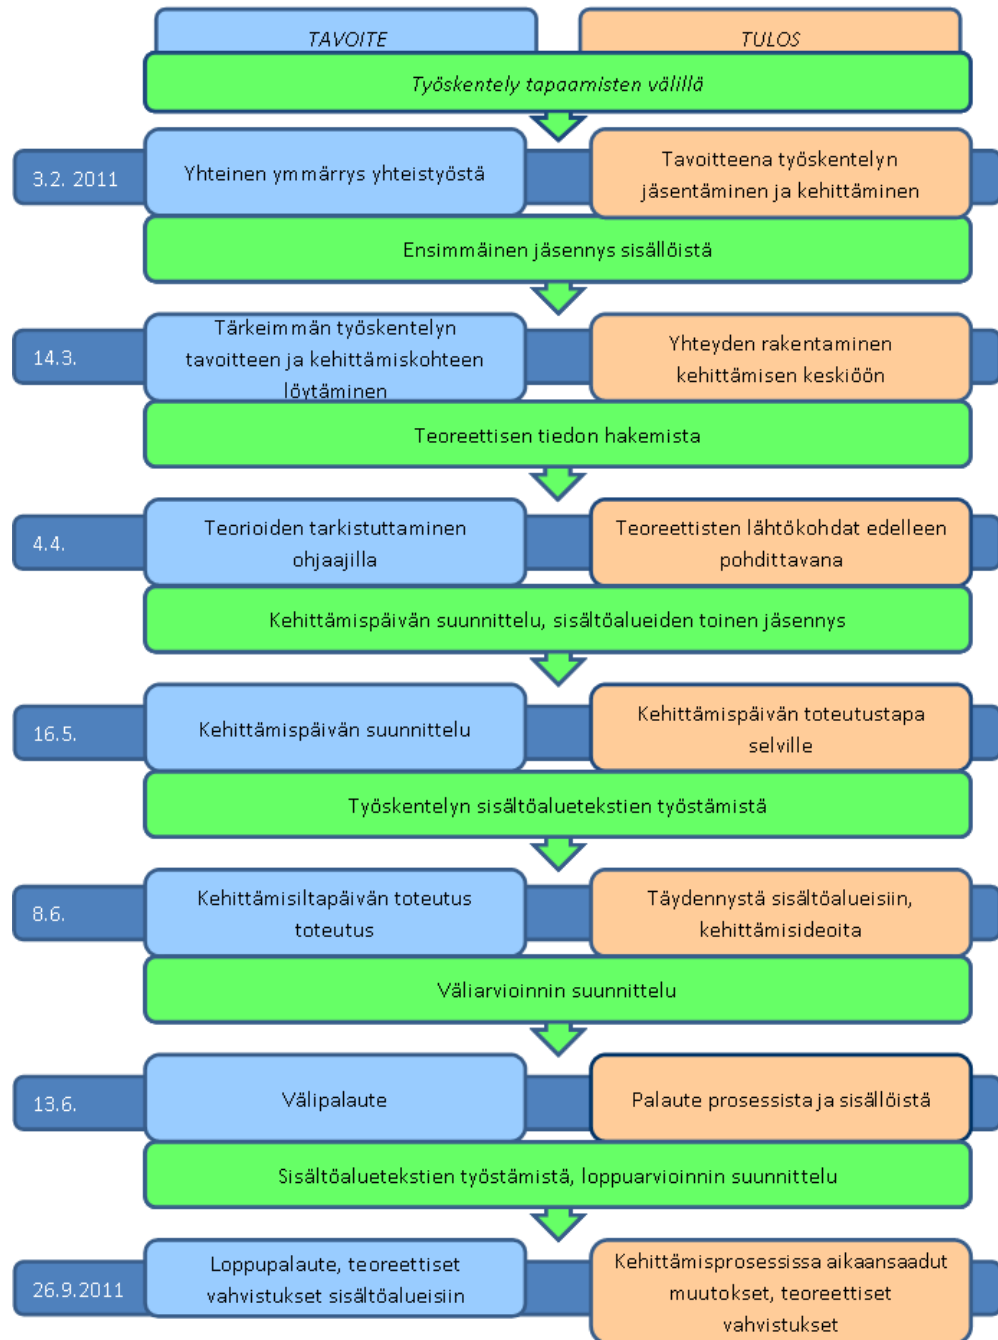 TAVOITE
TULOS
Työskentely tapaamisten välillä
3.2. 2011
Yhteinen ymmärrys yhteistyöstä
Tavoitteena työskentelyn
jäsentäminen ja kehittäminen
Ensimmäinen jäsennys sisällöistä
14.3.
Tärkeimmän työskentelyn
tavoitteen ja kehittämiskohteen
löytäminen
Yhteyden rakentaminen
kehittämisen keskiöön
Teoreettisen tiedon hakemista
4.4.
Teorioiden tarkistuttaminen
ohjaajilla
Teoreettisten lähtökohdat edelleen
pohdittavana
Kehittämispäivän suunnittelu, sisältöalueiden toinen jäsennys
16.5.
Kehittämispäivän suunnittelu
Kehittämispäivän toteutustapa
selville
Työskentelyn sisältöaluetekstien työstämistä
8.6.
Kehittämisiltapäivän toteutus
toteutus
Täydennystä sisältöalueisiin,
kehittämisideoita
Väliarvioinnin suunnittelu
13.6.
Välipalaute
Palaute prosessista ja sisällöistä
Sisältöaluetekstien työstämistä, loppuarvioinnin suunnittelu
26.9.2011
Loppupalaute, teoreettiset
vahvistukset sisältöalueisiin
Kehittämisprosessissa aikaansaadut
muutokset, teoreettiset
vahvistukset